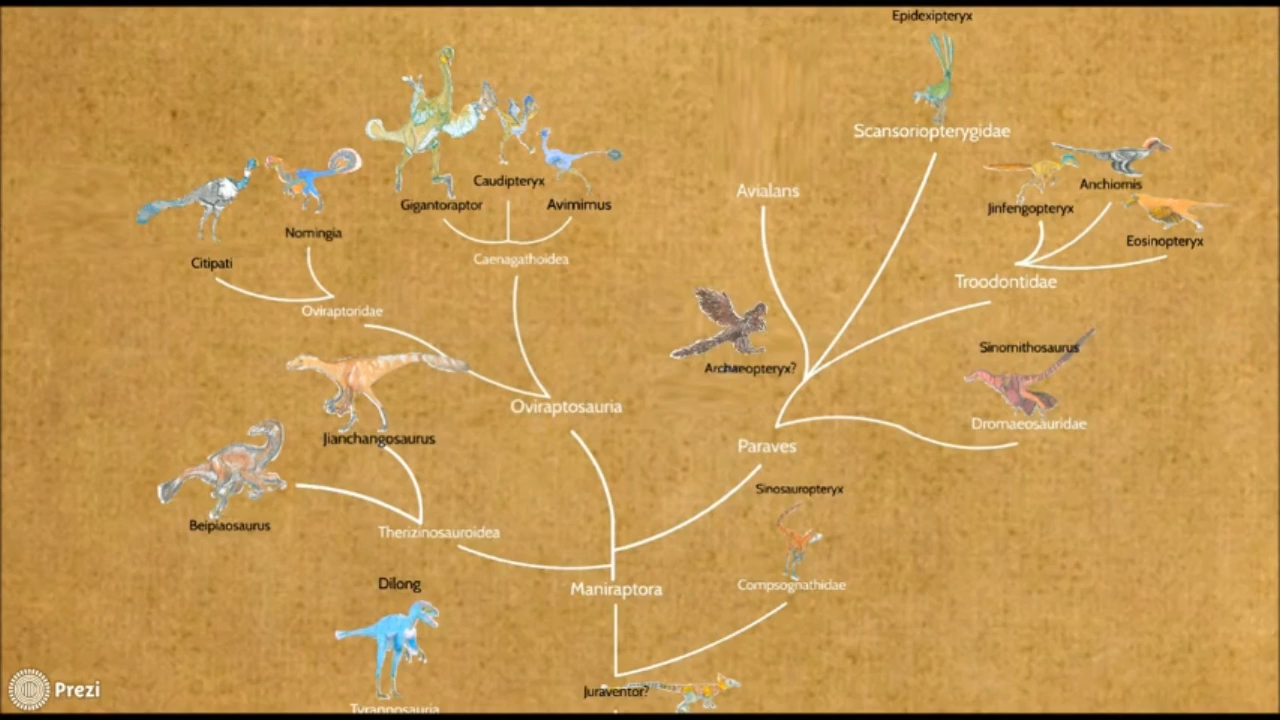 Epidexipteryx
Scansoriopterygidae
Caudipteryx
Anchiornis
Avialans
Gigantoraptor
Avimimus
Jinfengopteryx
Nomingia
Eosinopteryx
Citipati
Caenagathoidea
Troodontidae
Oviraptoridae
Sinornithosaurus
Archaeopteryx?
Oviraptosauria
Dromaeosauridae
Jianchangosaurus
Paraves
Sinosauropteryx
Beipiaosaurus
Therizinosauroidea
Dilong
Maniraptora
Compsognathidae
Juraventor?
Prezi
Tyrannosauria